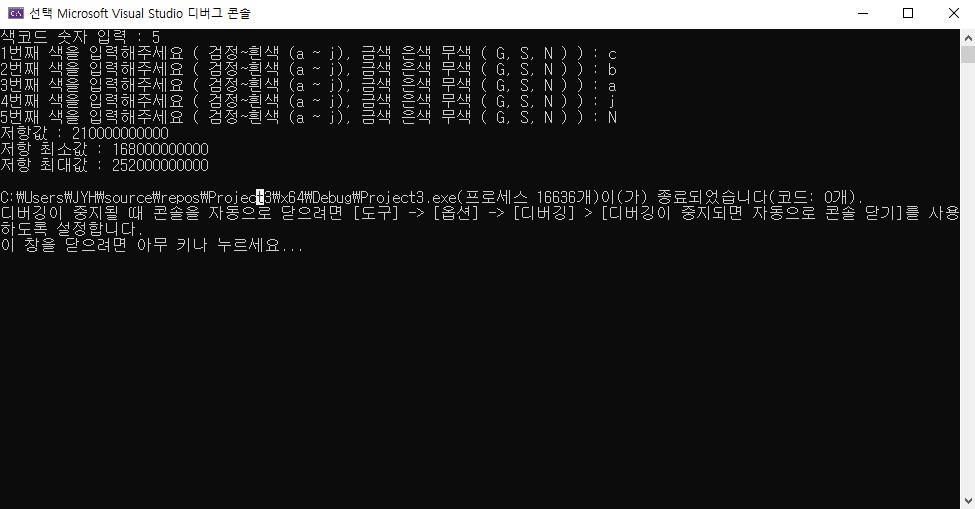 선택 Microsoft Visual Studio 디버그 콘솔
색코드 숫자 입력 : 5
1번째 색을 입력해주세요 ( 검정~흰색 (a ~ j), 금색 은색 무색 ( G, S, N ) ) : c
2번째 색을 입력해주세요 ( 검정~흰색 (a ~ j), 금색 은색 무색 ( G, S, N ) ) : b
3번째 색을 입력해주세요 ( 검정~흰색 (a ~ j), 금색 은색 무색 ( G, S, N ) ) : a
4번째 색을 입력해주세요 ( 검정~흰색 (a ~ j), 금색 은색 무색 ( G, S, N ) ) : j
5번째 색을 입력해주세요 ( 검정~흰색 (a ~ j), 금색 은색 무색 ( G, S, N ) ) : N
저항값 : 210000000000
저항 최소값 : 168000000000
저항 최대값 : 252000000000
C:₩Users₩JYH₩source₩repos₩Project3₩x64₩Debug₩Project3.exe(프로세스 16636개)이(가) 종료되었습니다(코드: 0개).
디버깅이 중지될 때 콘솔을 자동으로 닫으려면 [도구] -> [옵션] -> [디버깅] > [디버깅이 중지되면 자동으로 콘솔 닫기]를 사용
하도록 설정합니다.
이 창을 닫으려면 아무 키나 누르세요...